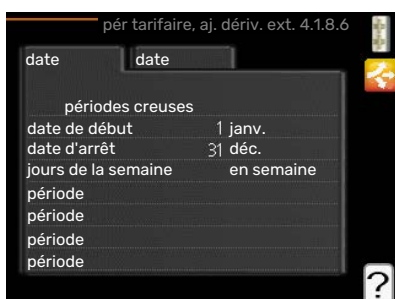 pér tarifaire, aj. dériv. ext. 4.1.8.6
date date
périodes creuses
date de début 1 janv.
date d'arrêt 31 déc.
jours de la semaine en semaine
période
période
période
période
?